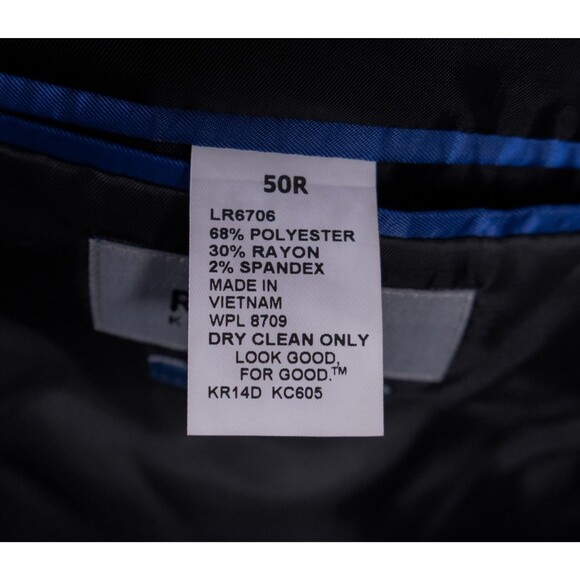 50R
LR6706
68% POLYESTER
30% RAYON
2% SPANDEX
MADE IN
VIETNAM
WPL 8709
DRY CLEAN ONLY
LOOK GOOD,
FOR GOOD.™
KR14D KC605